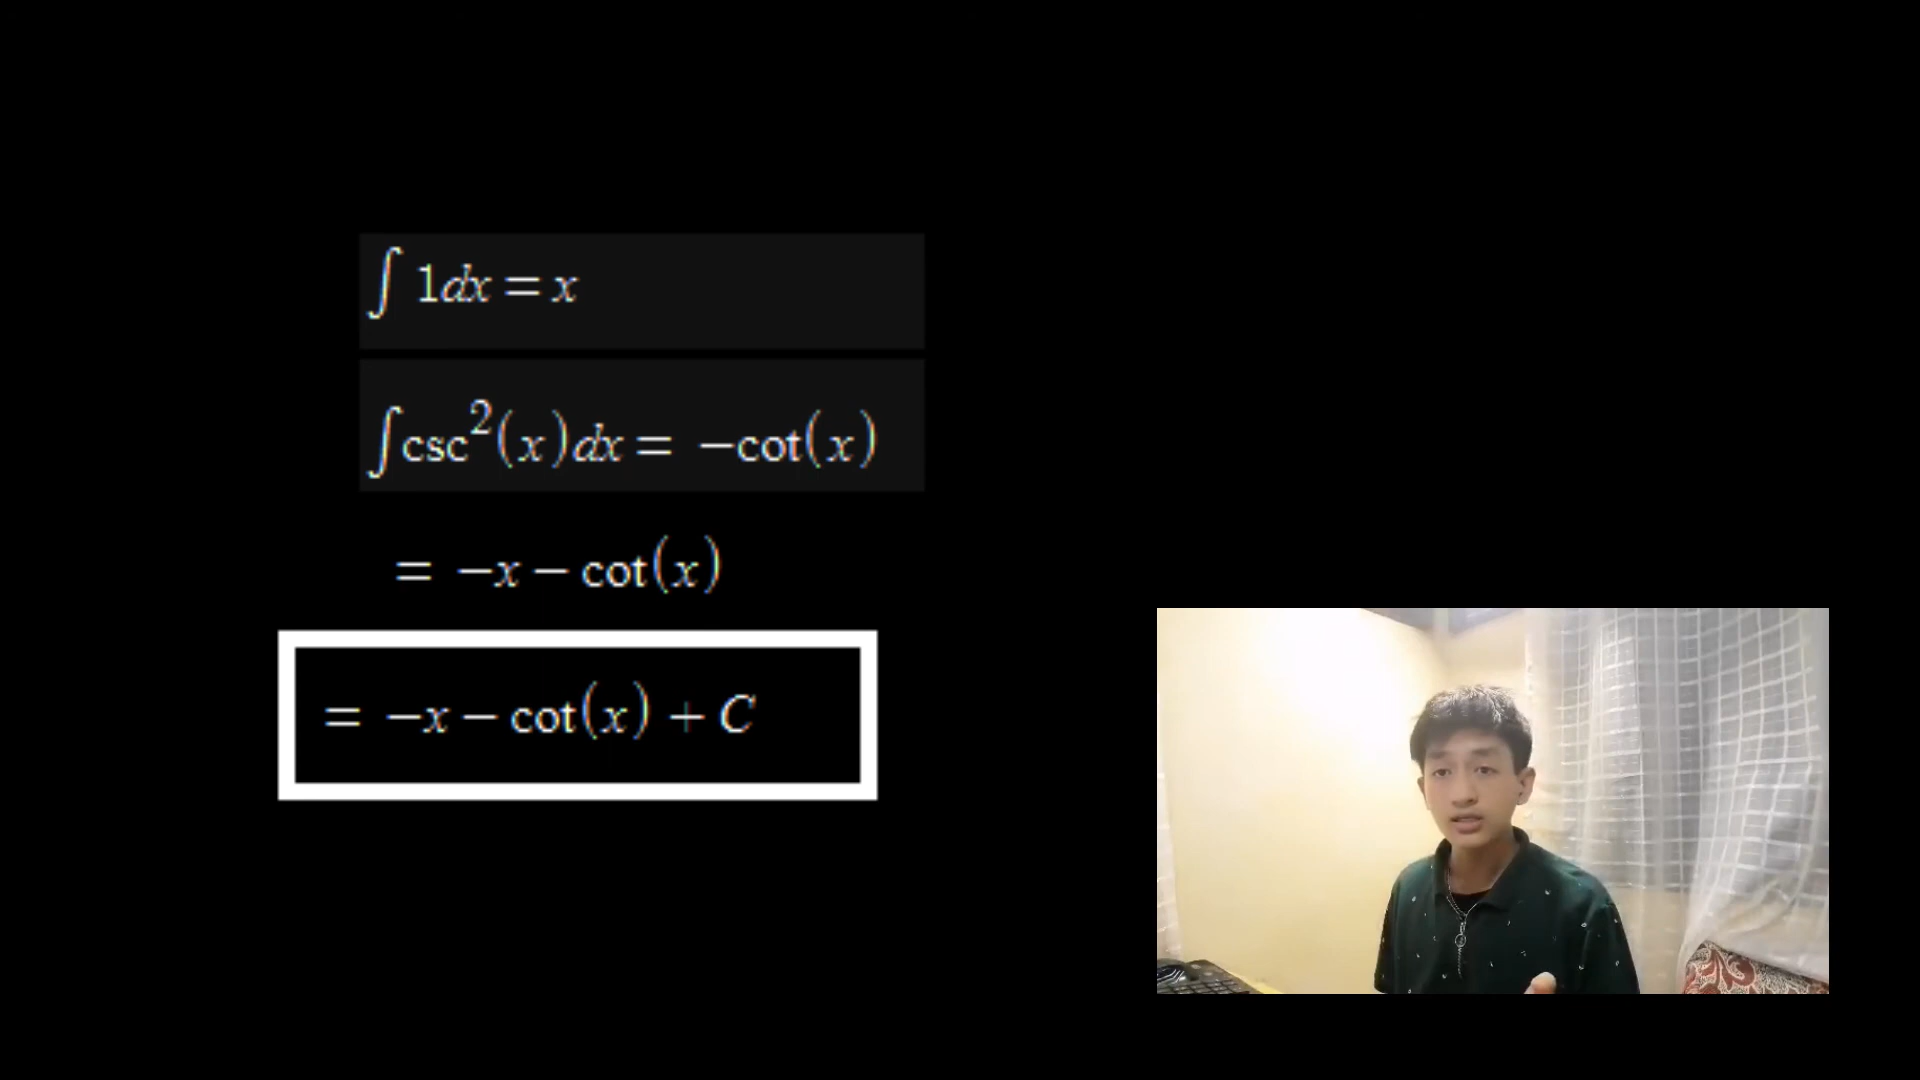 ∫ 1dx = x
∫csc²(x)dx = −cot(x)
= −x − cot(x)
= −x − cot(x) + C